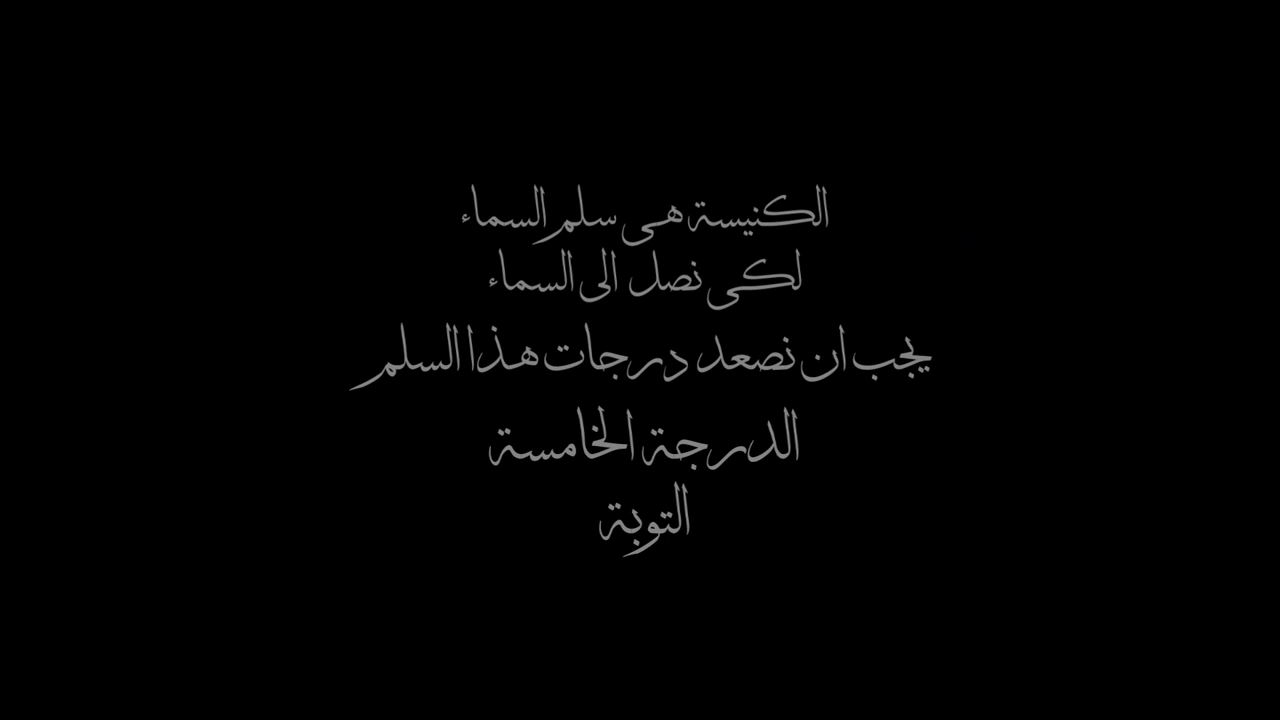 الكنيسة هى سلم السماء
لكى نصل الى السماء
يجب ان نصعد درجات هذا السلم
الدرجة الخامسة
التوبة